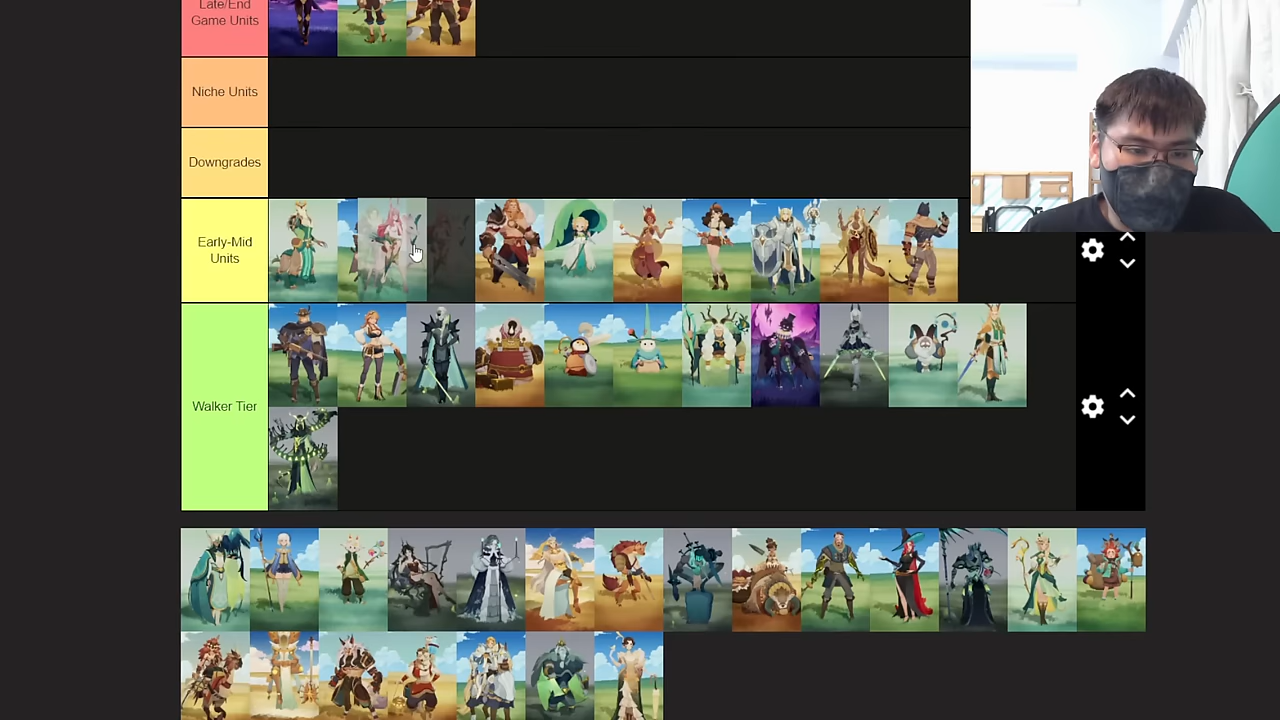 Late/End
Game Units
Niche Units
Downgrades
Early-Mid
Units
Walker Tier